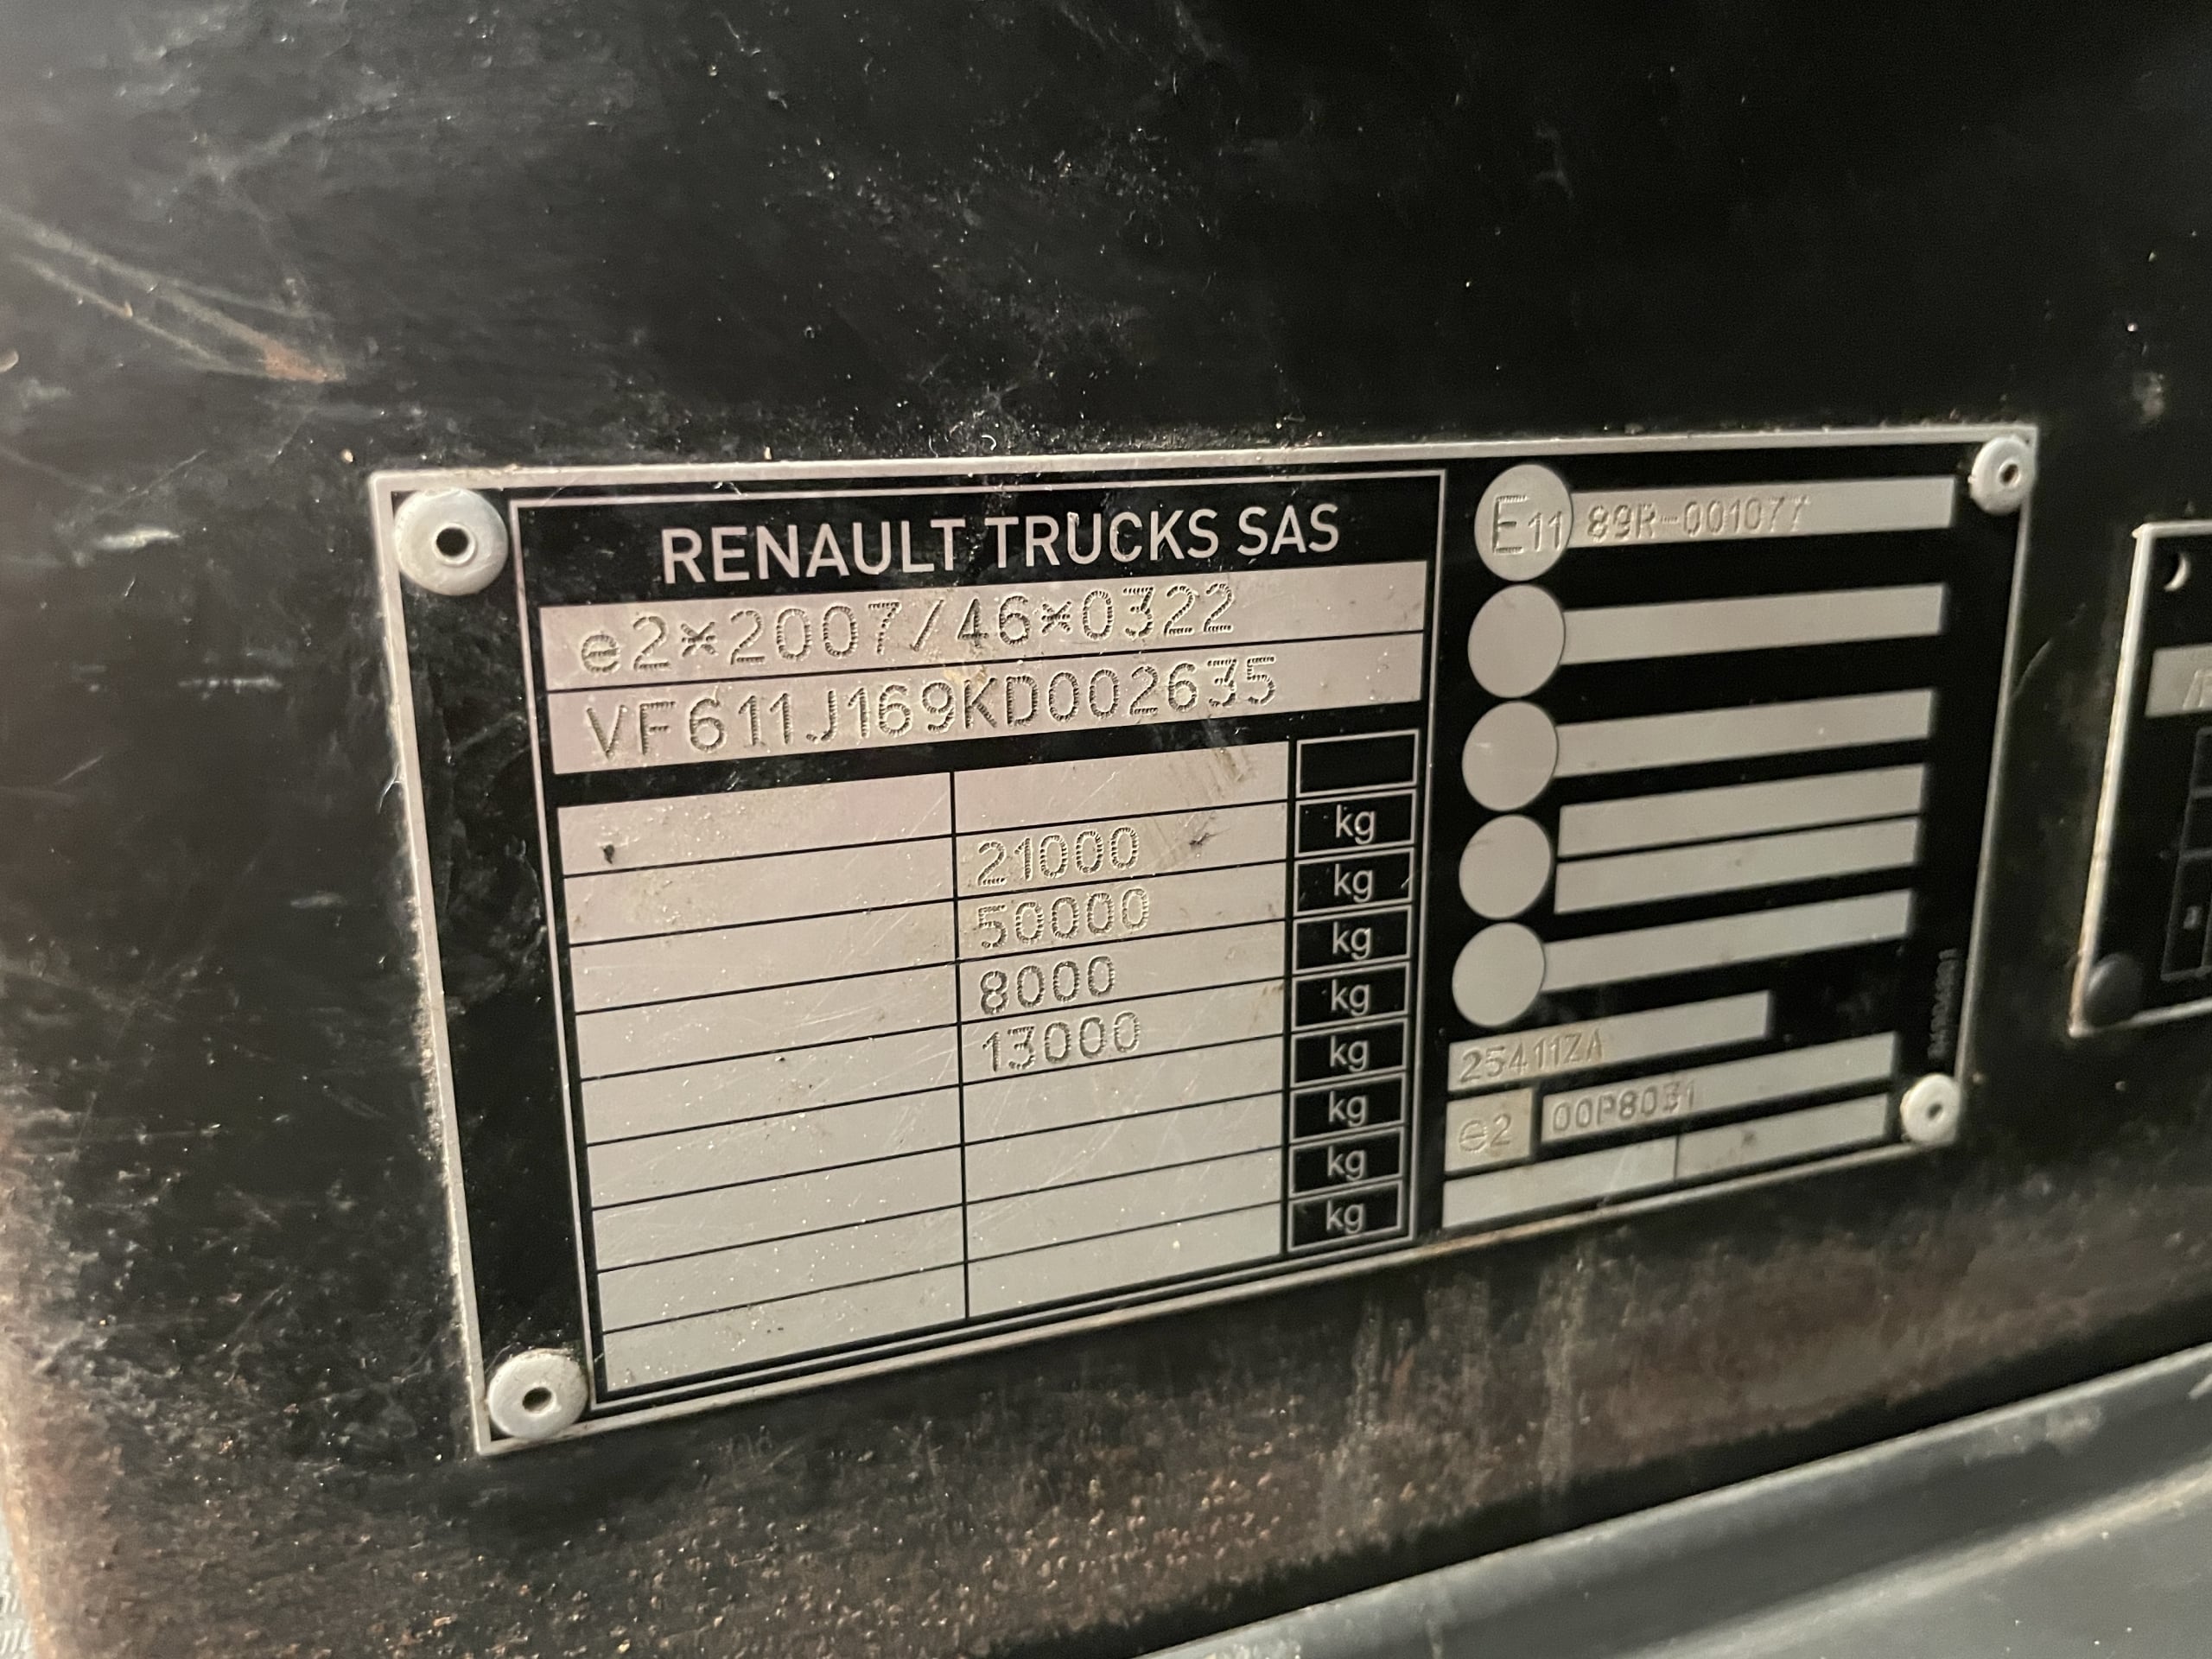 RENAULT TRUCKS SAS
e2*2007/46*0322
VF611J169KD002635
21000 kg
50000 kg
8000 kg
13000 kg
kg
kg
kg
kg
E11 89R-001077
25411ZA
e2 00P8031